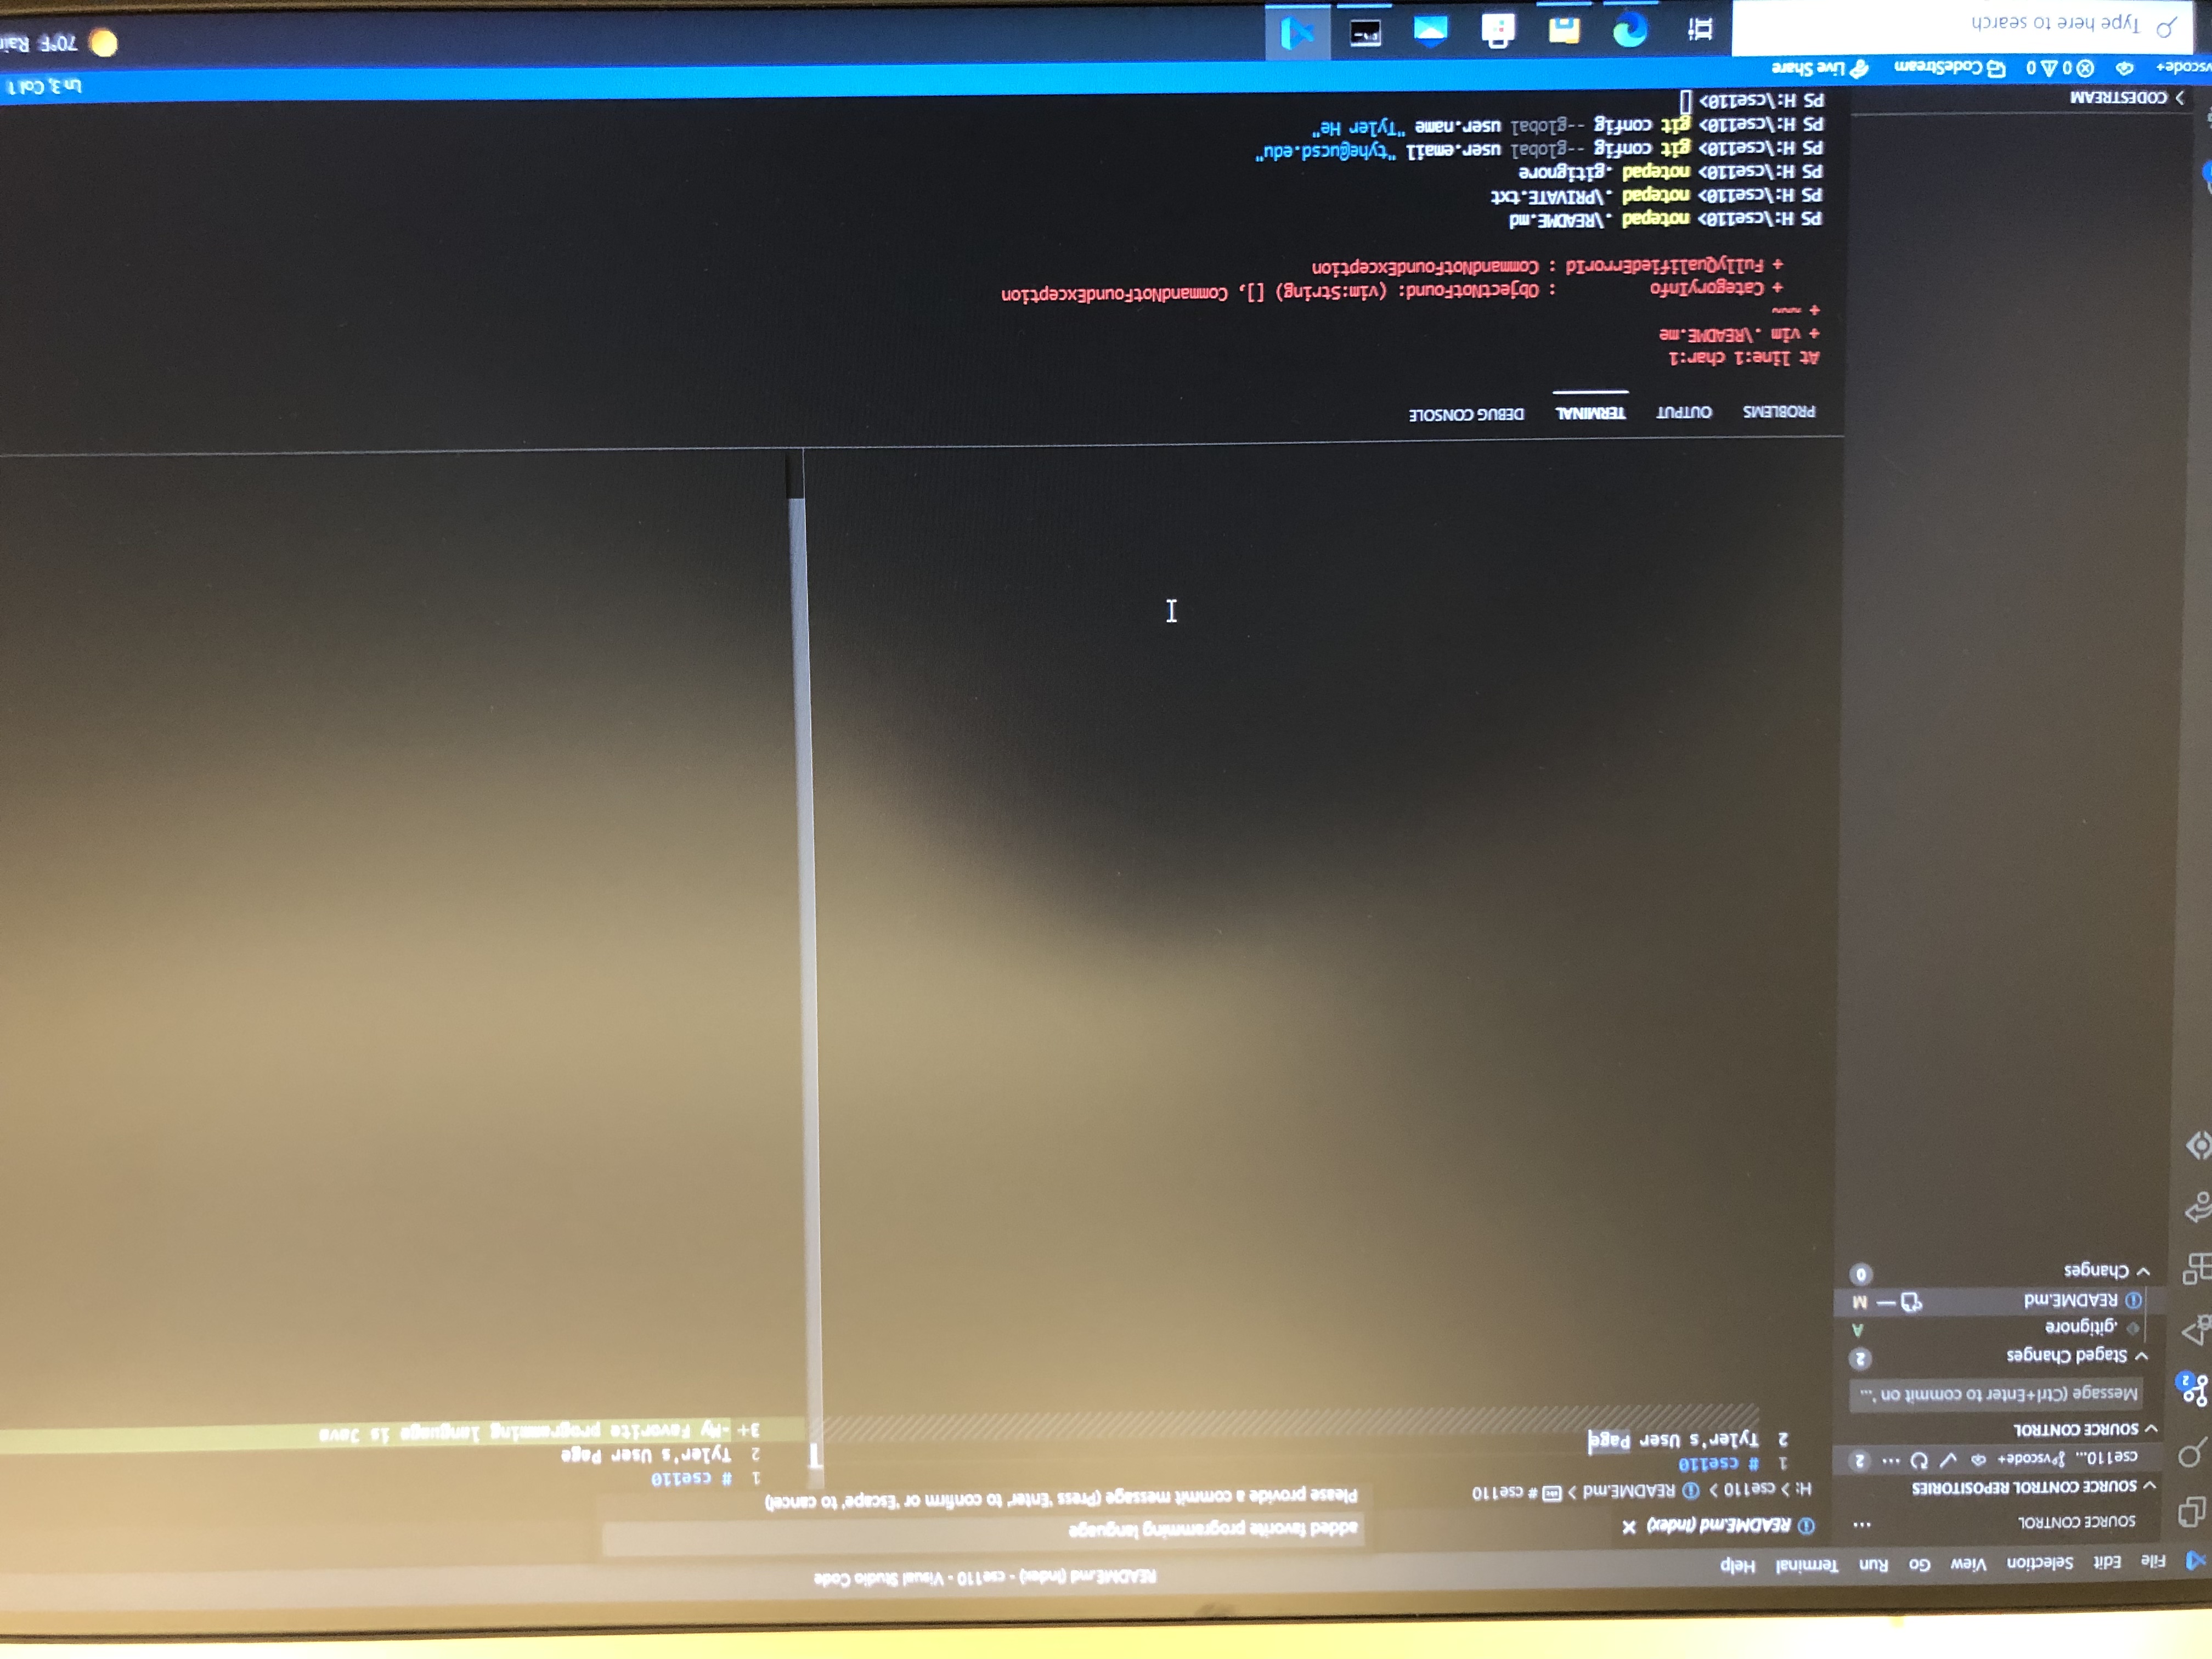 File Edit Selection View Go Run Terminal Help
README.md (Index) - cse110 - Visual Studio Code
SOURCE CONTROL ...
SOURCE CONTROL REPOSITORIES
cse110... vscode+ ... 2
SOURCE CONTROL
Message (Ctrl+Enter to commit on '...
Staged Changes 2
.gitignore A
README.md M
Changes 0
2
README.md (Index)
added favorite programming language
Please provide a commit message (Press 'Enter' to confirm or 'Escape' to cancel)
H: > cse110 > README.md > # cse110
1 # cse110
2 Tyler's User Page
1 # cse110
2 Tyler's User Page
3+ -My Favorite programming language is Java
PROBLEMS OUTPUT TERMINAL DEBUG CONSOLE
At line:1 char:1
+ vim .\README.me
+ ~~~
+ CategoryInfo : ObjectNotFound: (vim:String) [], CommandNotFoundException
+ FullyQualifiedErrorId : CommandNotFoundException
PS H:\cse110> notepad .\README.md
PS H:\cse110> notepad .\PRIVATE.txt
PS H:\cse110> notepad .gitignore
PS H:\cse110> git config --global user.email "tyhe@ucsd.edu"
PS H:\cse110> git config --global user.name "Tyler He"
PS H:\cse110>
CODESTREAM
vscode+ 0 0 CodeStream Live Share
Ln 3, Col 1
Type here to search
70°F Rai